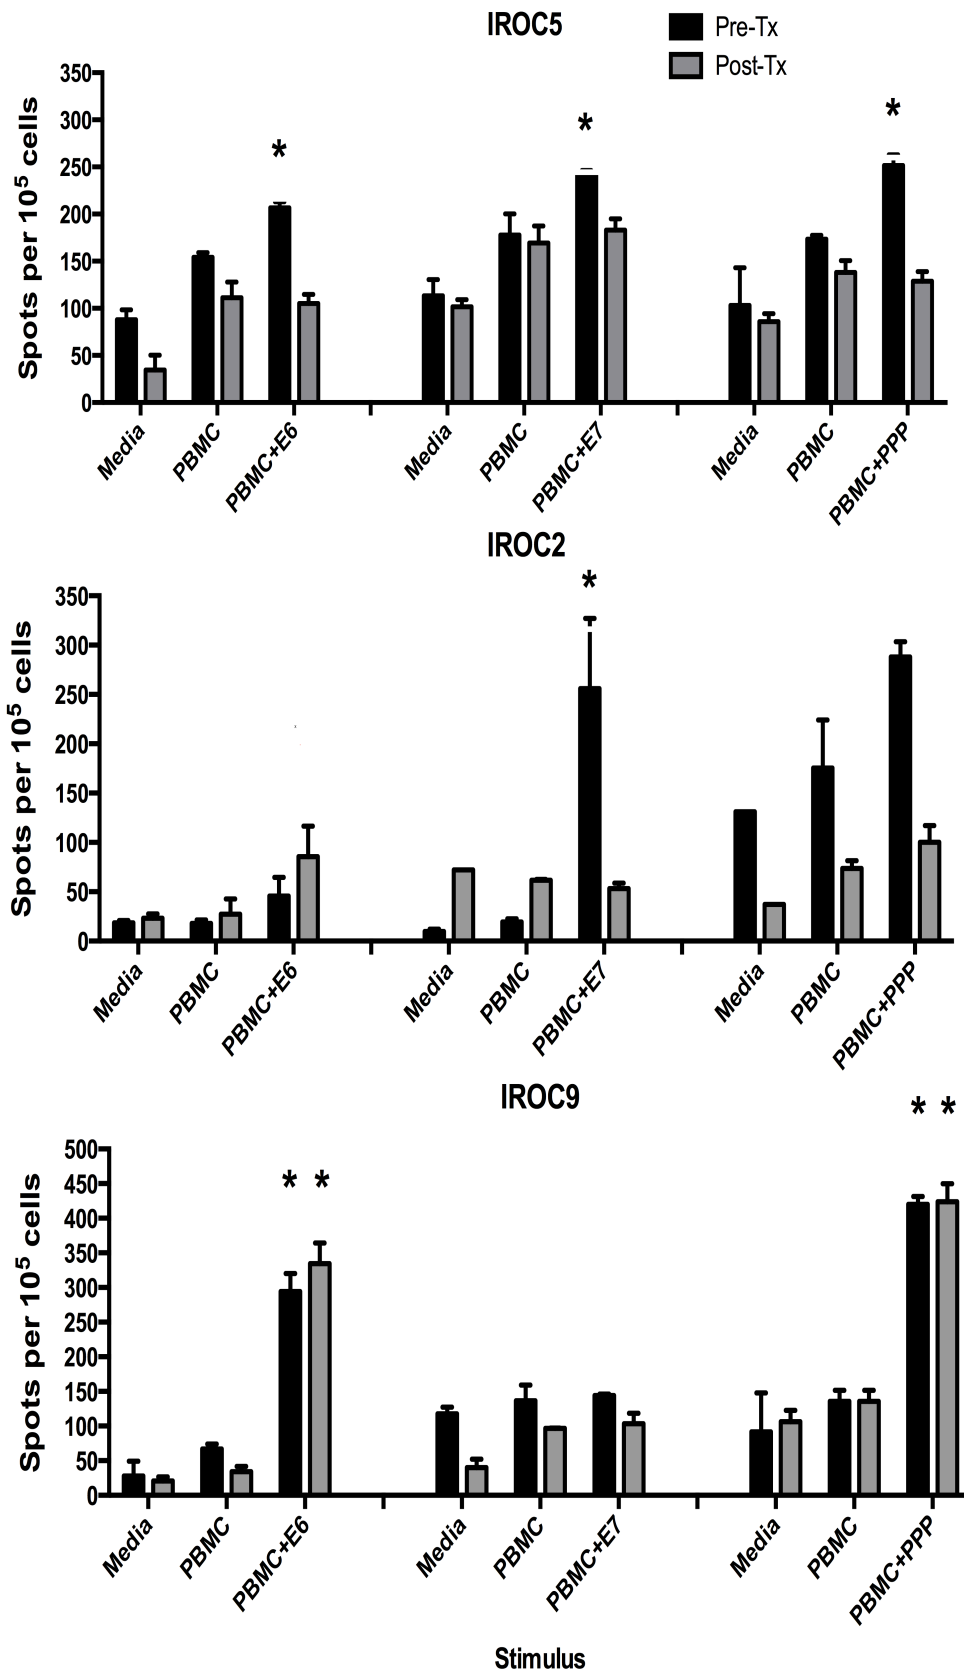 IROC5
Pre-Tx
Post-Tx
Spots per 10⁵ cells
350
300
250
200
150
100
50
0
* * *
Media PBMC PBMC+E6 Media PBMC PBMC+E7 Media PBMC PBMC+PPP
IROC2
Spots per 10⁵ cells
350
300
250
200
150
100
50
0
*
Media PBMC PBMC+E6 Media PBMC PBMC+E7 Media PBMC PBMC+PPP
IROC9
Spots per 10⁵ cells
500
450
400
350
300
250
200
150
100
50
0
* * * *
Media PBMC PBMC+E6 Media PBMC PBMC+E7 Media PBMC PBMC+PPP
Stimulus